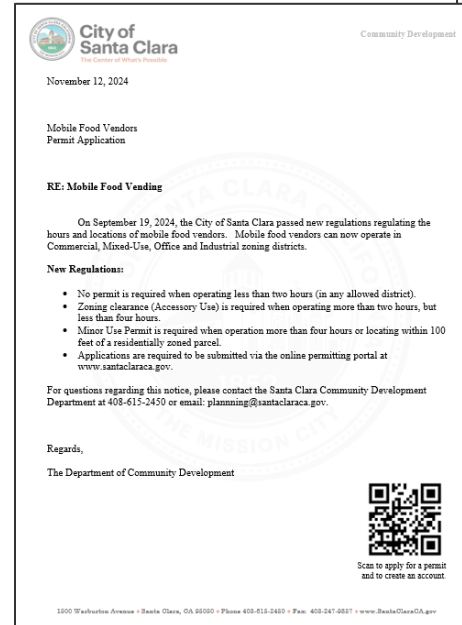 City of
Santa Clara
The Center of What's Possible
Community Development
November 12, 2024
Mobile Food Vendors
Permit Application
RE: Mobile Food Vending
On September 19, 2024, the City of Santa Clara passed new regulations regulating the
hours and locations of mobile food vendors. Mobile food vendors can now operate in
Commercial, Mixed-Use, Office and Industrial zoning districts.
New Regulations:
• No permit is required when operating less than two hours (in any allowed district).
• Zoning clearance (Accessory Use) is required when operating more than two hours, but
less than four hours.
• Minor Use Permit is required when operation more than four hours or locating within 100
feet of a residentially zoned parcel.
• Applications are required to be submitted via the online permitting portal at
www.santaclaraca.gov.
For questions regarding this notice, please contact the Santa Clara Community Development
Department at 408-615-2450 or email: plannning@santaclaraca.gov.
Regards,
The Department of Community Development
THE MISSION CITY
Scan to apply for a permit
and to create an account.
1500 Warburton Avenue • Santa Clara, CA 95050 • Phone 408-615-2450 • Fax: 408-247-9857 • www.SantaClaraCA.gov